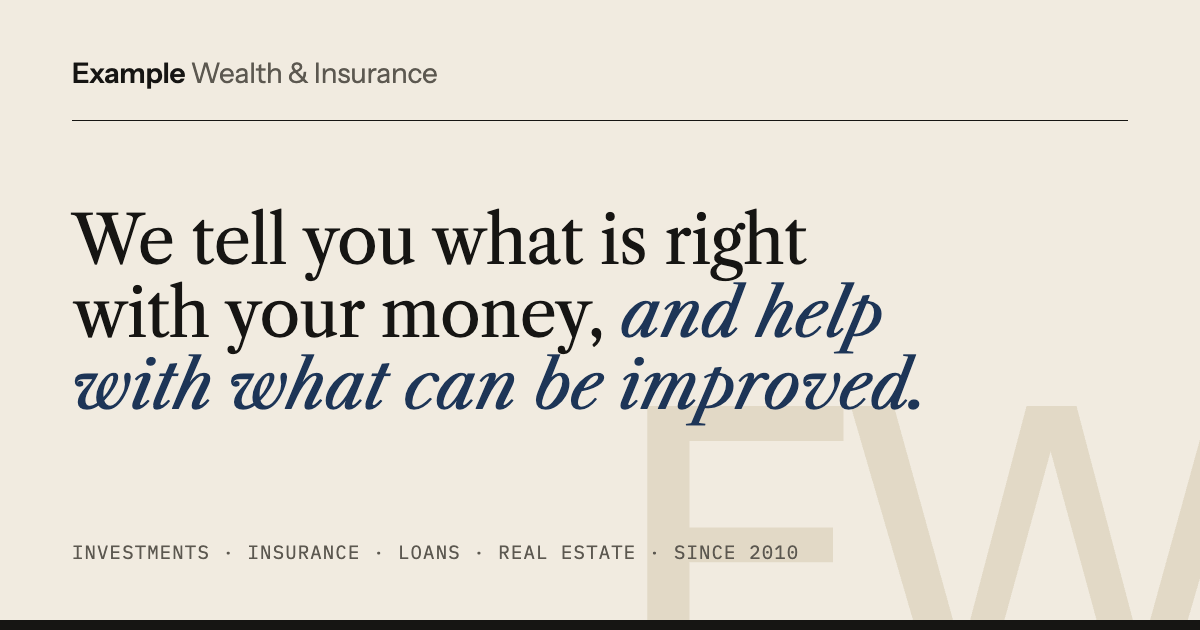 Example Wealth & Insurance
We tell you what is right
with your money, and help
with what can be improved.
INVESTMENTS · INSURANCE · LOANS · REAL ESTATE · SINCE 2010
EW